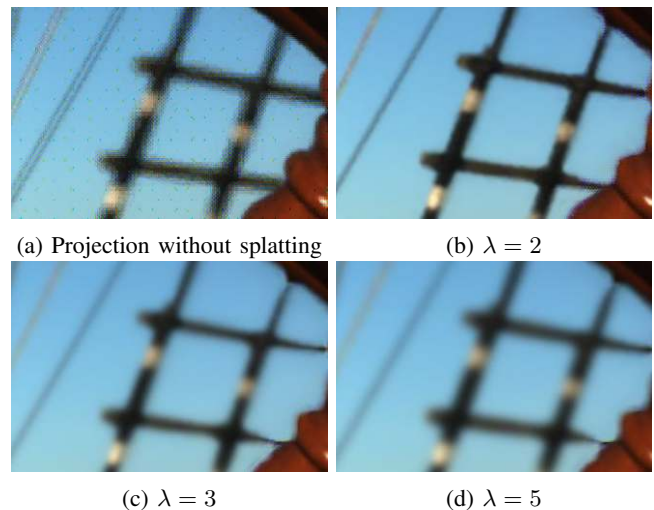 (a) Projection without splatting
(b) λ = 2
(c) λ = 3
(d) λ = 5